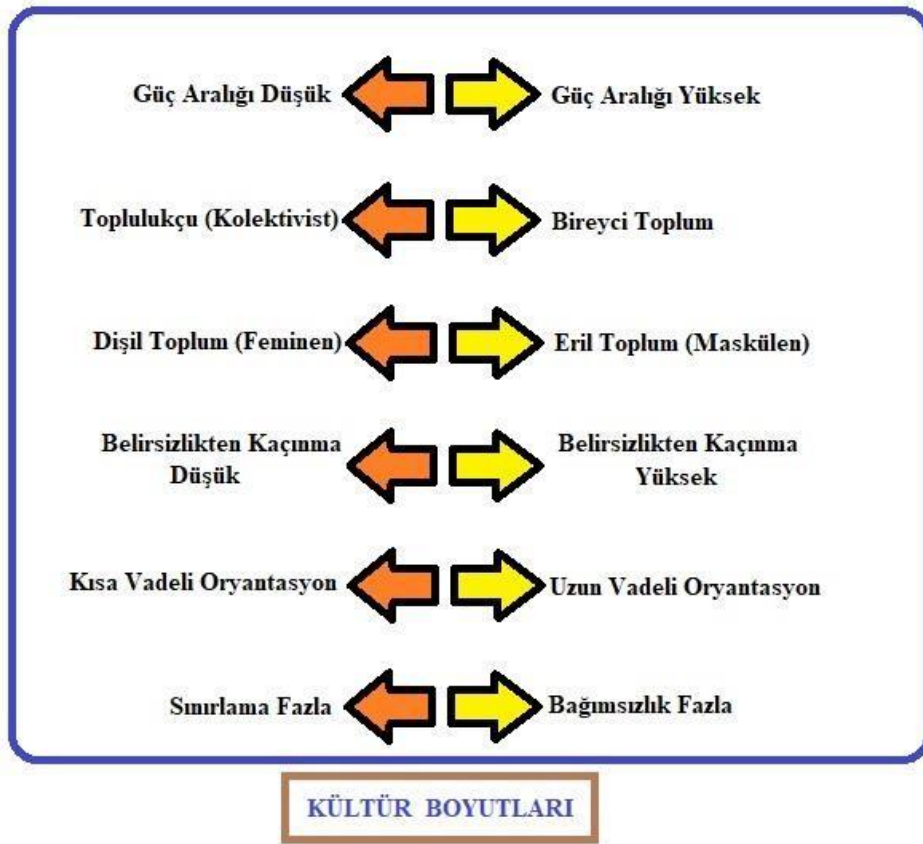 Güç Aralığı Düşük
Güç Aralığı Yüksek
Toplulukçu (Kolektivist)
Bireyci Toplum
Dişil Toplum (Feminen)
Eril Toplum (Maskülen)
Belirsizlikten Kaçınma
Düşük
Belirsizlikten Kaçınma
Yüksek
Kısa Vadeli Oryantasyon
Uzun Vadeli Oryantasyon
Sınırlama Fazla
Bağımsızlık Fazla
KÜLTÜR BOYUTLARI